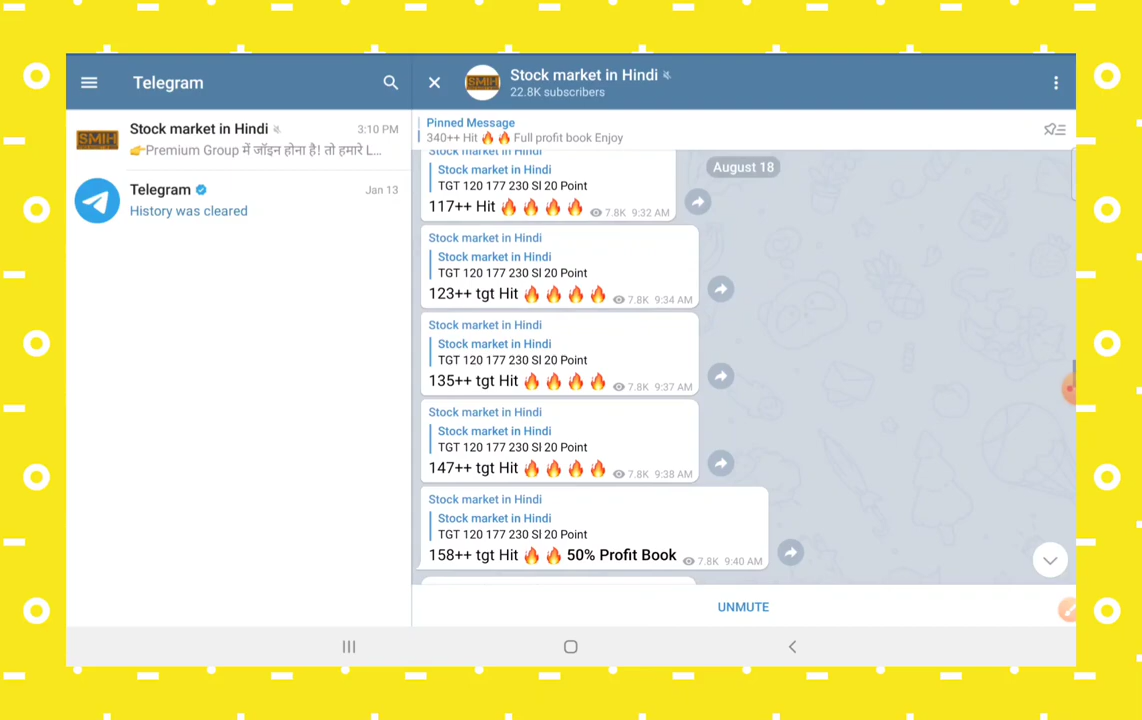 Telegram
Stock market in Hindi
22.8K subscribers
SMIH
Stock market in Hindi
3:10 PM
👉Premium Group में जॉइन होना है! तो हमारे L...
Telegram
Jan 13
History was cleared
Pinned Message
340++ Hit 🔥 🔥 Full profit book Enjoy
August 18
Stock market in Hindi
Stock market in Hindi
TGT 120 177 230 Sl 20 Point
117++ Hit 🔥 🔥 🔥 🔥 7.8K 9:32 AM
Stock market in Hindi
Stock market in Hindi
TGT 120 177 230 Sl 20 Point
123++ tgt Hit 🔥 🔥 🔥 🔥 7.8K 9:34 AM
Stock market in Hindi
Stock market in Hindi
TGT 120 177 230 Sl 20 Point
135++ tgt Hit 🔥 🔥 🔥 🔥 7.8K 9:37 AM
Stock market in Hindi
Stock market in Hindi
TGT 120 177 230 Sl 20 Point
147++ tgt Hit 🔥 🔥 🔥 🔥 7.8K 9:38 AM
Stock market in Hindi
Stock market in Hindi
TGT 120 177 230 Sl 20 Point
158++ tgt Hit 🔥 🔥 50% Profit Book 7.8K 9:40 AM
UNMUTE
SMIH